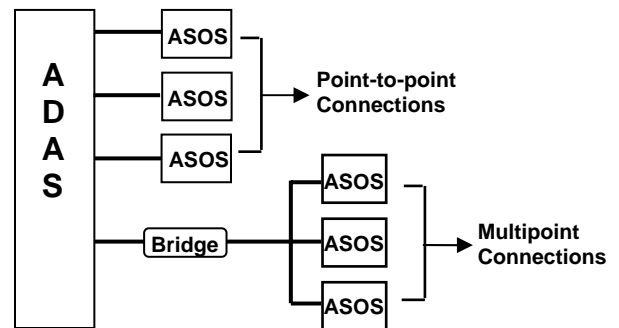 A
D
A
S
ASOS
ASOS
ASOS
Point-to-point
Connections
Bridge
ASOS
ASOS
ASOS
Multipoint
Connections